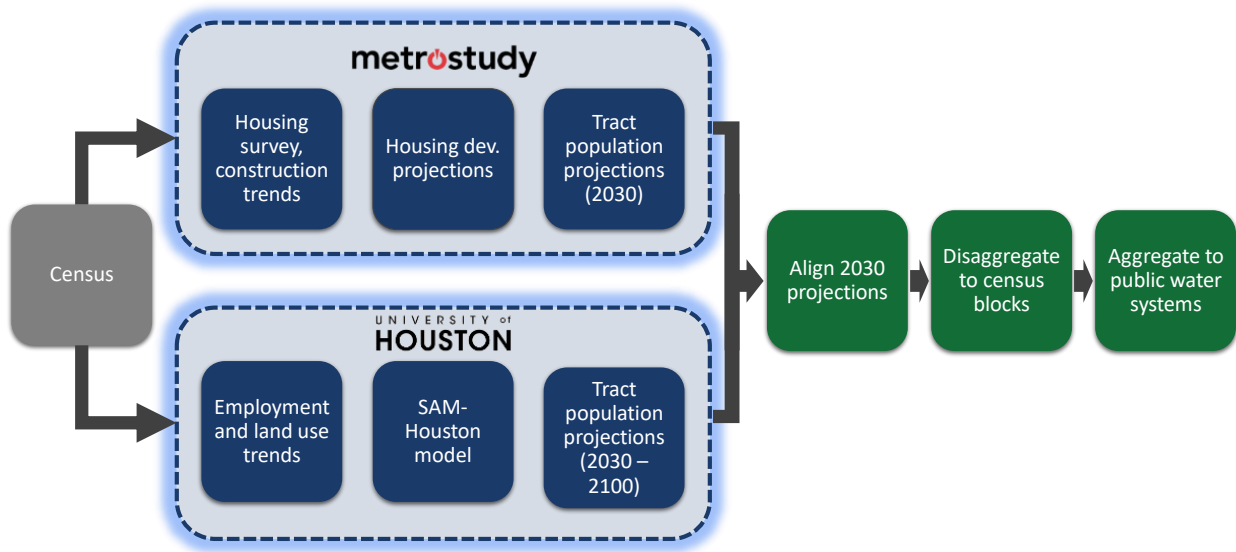 metrostudy
Housing
survey,
construction
trends
Housing dev.
projections
Tract
population
projections
(2030)
Census
UNIVERSITY of
HOUSTON
Employment
and land use
trends
SAM-
Houston
model
Tract
population
projections
(2030 –
2100)
Align 2030
projections
Disaggregate
to census
blocks
Aggregate to
public water
systems